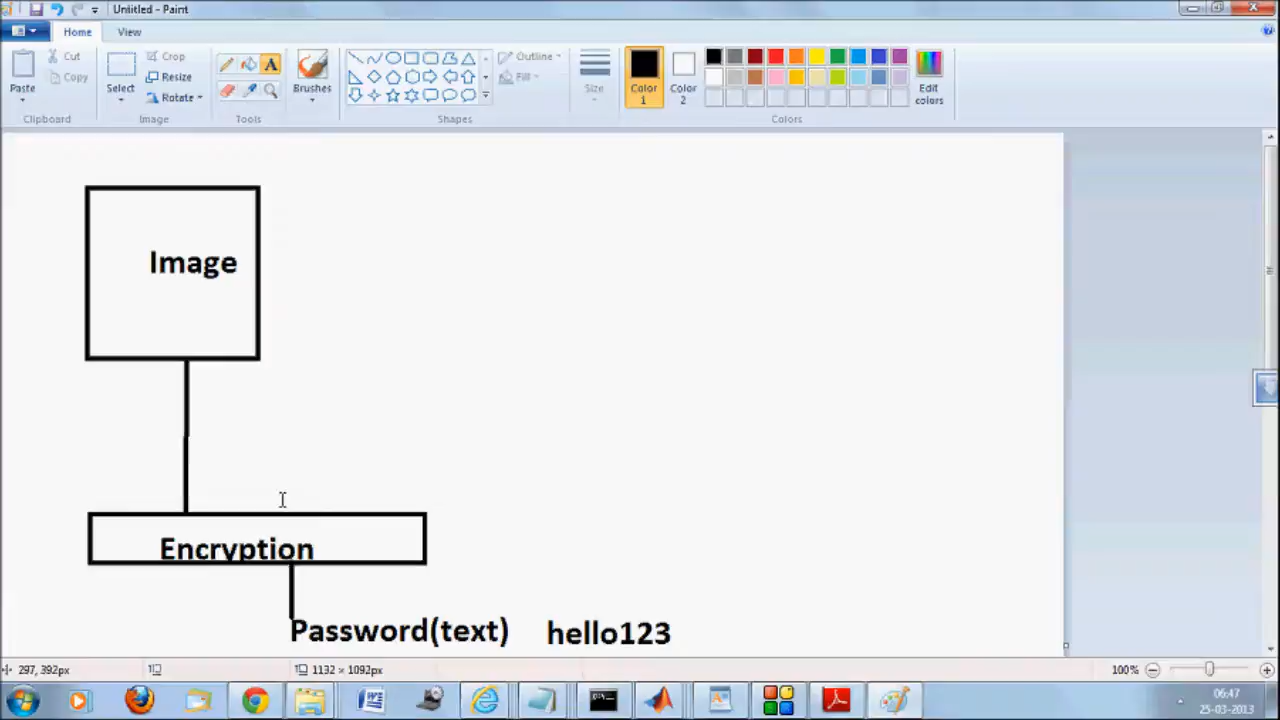 Untitled - Paint
Home View
Paste
Cut
Copy
Clipboard
Select
Crop
Resize
Rotate
Image
A
Tools
Brushes
Outline
Fill
Shapes
Size
Color 1
Color 2
Edit colors
Colors
Image
Encryption
Password(text) hello123
297, 392px
1132 × 1092px
100%
06:47
25-03-2013